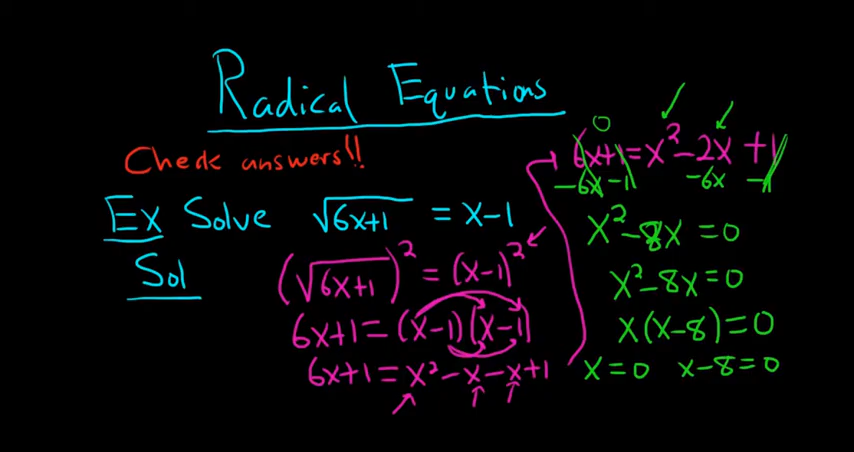 Radical Equations
Check answers!!
Ex Solve √(6x+1) = x-1
Sol
(√(6x+1))² = (x-1)²
6x+1 = (x-1)(x-1)
6x+1 = x² - x - x + 1
0
6x+1 = x² - 2x + 1
-6x -1 -6x -1
x² - 8x = 0
x² - 8x = 0
x(x-8) = 0
x = 0 x-8 = 0